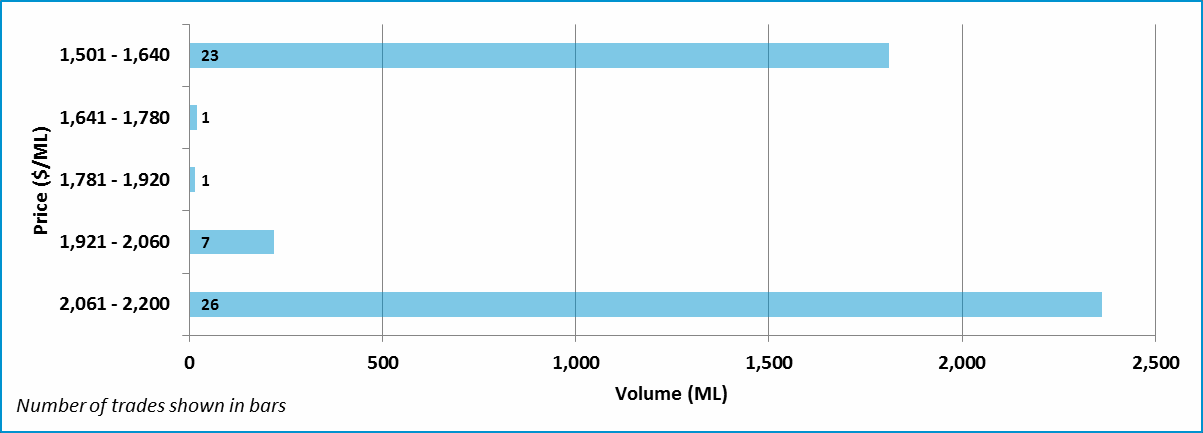 Price ($/ML)
1,501 - 1,640
23
1,641 - 1,780
1
1,781 - 1,920
1
1,921 - 2,060
7
2,061 - 2,200
26
0
500
1,000
1,500
2,000
2,500
Volume (ML)
Number of trades shown in bars